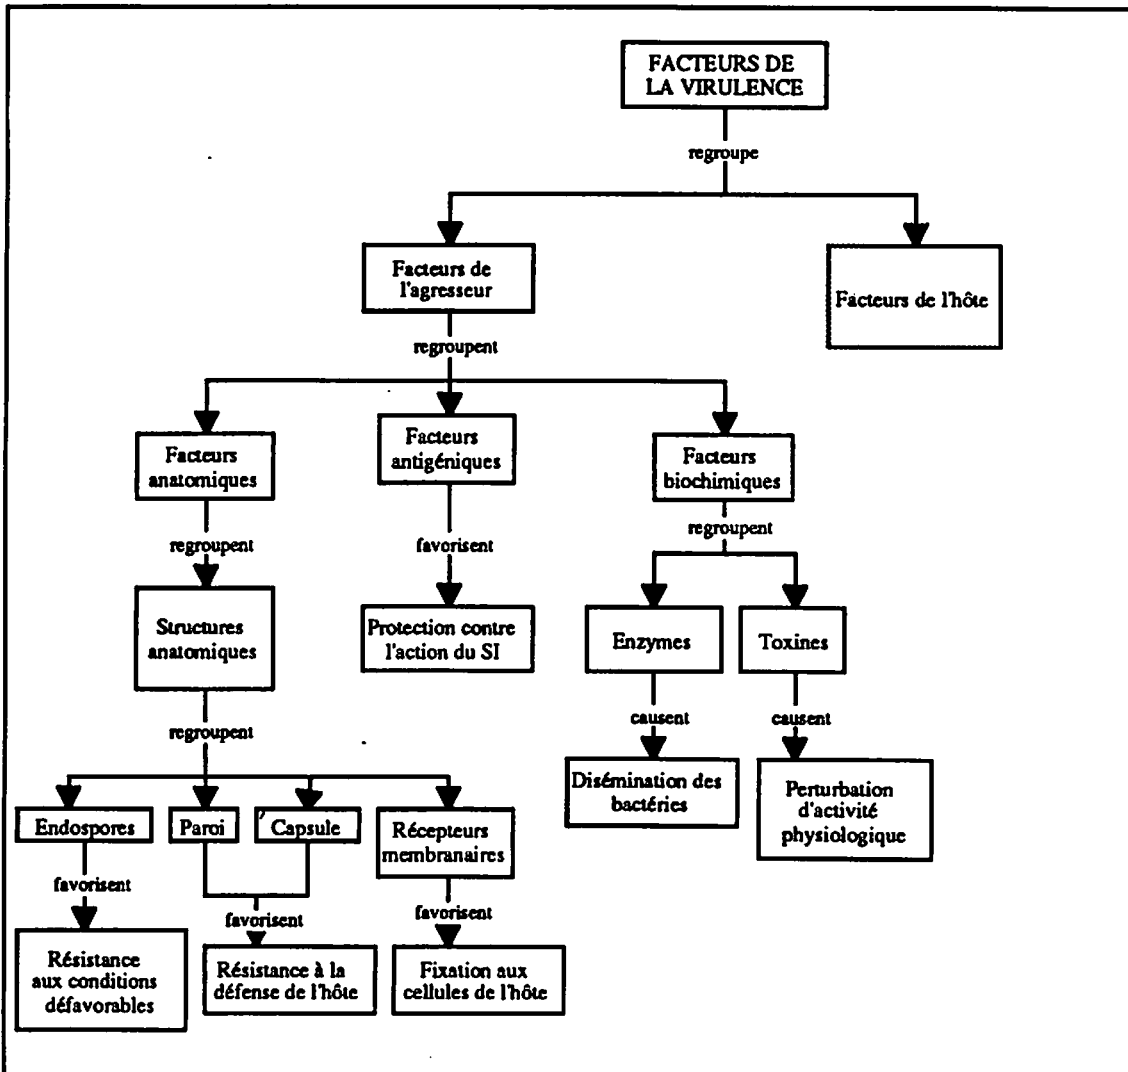 FACTEURS DE
LA VIRULENCE
regroupe
Facteurs de
l'agresseur
Facteurs de l'hôte
regroupent
Facteurs
anatomiques
Facteurs
antigéniques
Facteurs
biochimiques
regroupent
favorisent
regroupent
Structures
anatomiques
Protection contre
l'action du SI
Enzymes
Toxines
regroupent
causent
causent
Disémination des
bactéries
Perturbation
d'activité
physiologique
Endospores
Paroi
Capsule
Récepteurs
membranaires
favorisent
favorisent
favorisent
Résistance
aux conditions
défavorables
Résistance à la
défense de l'hôte
Fixation aux
cellules de l'hôte